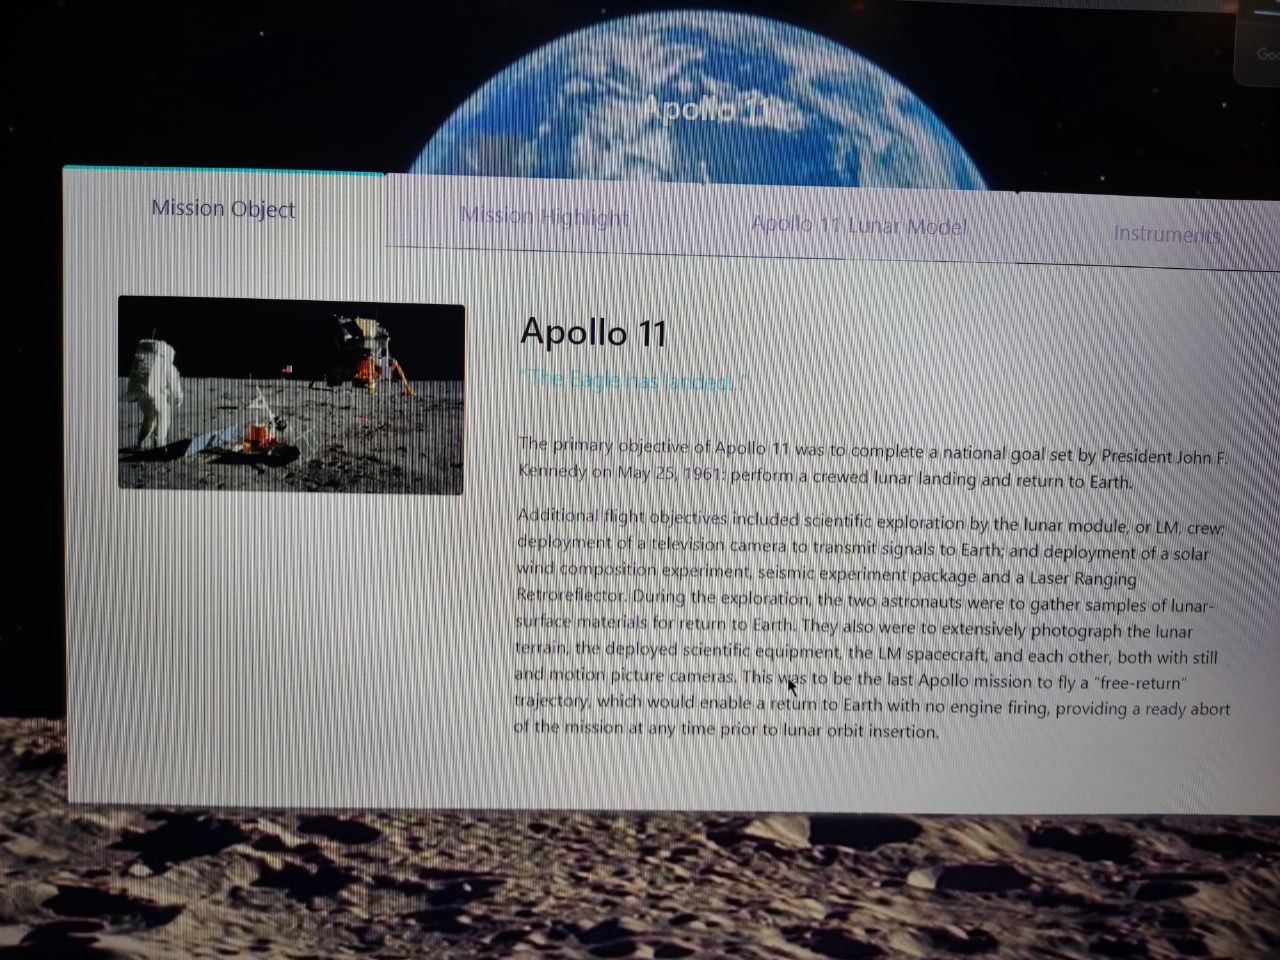 Apollo 11
Mission Object
Mission Highlight
Apollo 11 Lunar Model
Instruments
Apollo 11
"The Eagle has landed..."
The primary objective of Apollo 11 was to complete a national goal set by President John F.
Kennedy on May 25, 1961: perform a crewed lunar landing and return to Earth.
Additional flight objectives included scientific exploration by the lunar module, or LM, crew;
deployment of a television camera to transmit signals to Earth; and deployment of a solar
wind composition experiment, seismic experiment package and a Laser Ranging
Retroreflector. During the exploration, the two astronauts were to gather samples of lunar-
surface materials for return to Earth. They also were to extensively photograph the lunar
terrain, the deployed scientific equipment, the LM spacecraft, and each other, both with still
and motion picture cameras. This was to be the last Apollo mission to fly a "free-return"
trajectory, which would enable a return to Earth with no engine firing, providing a ready abort
of the mission at any time prior to lunar orbit insertion.